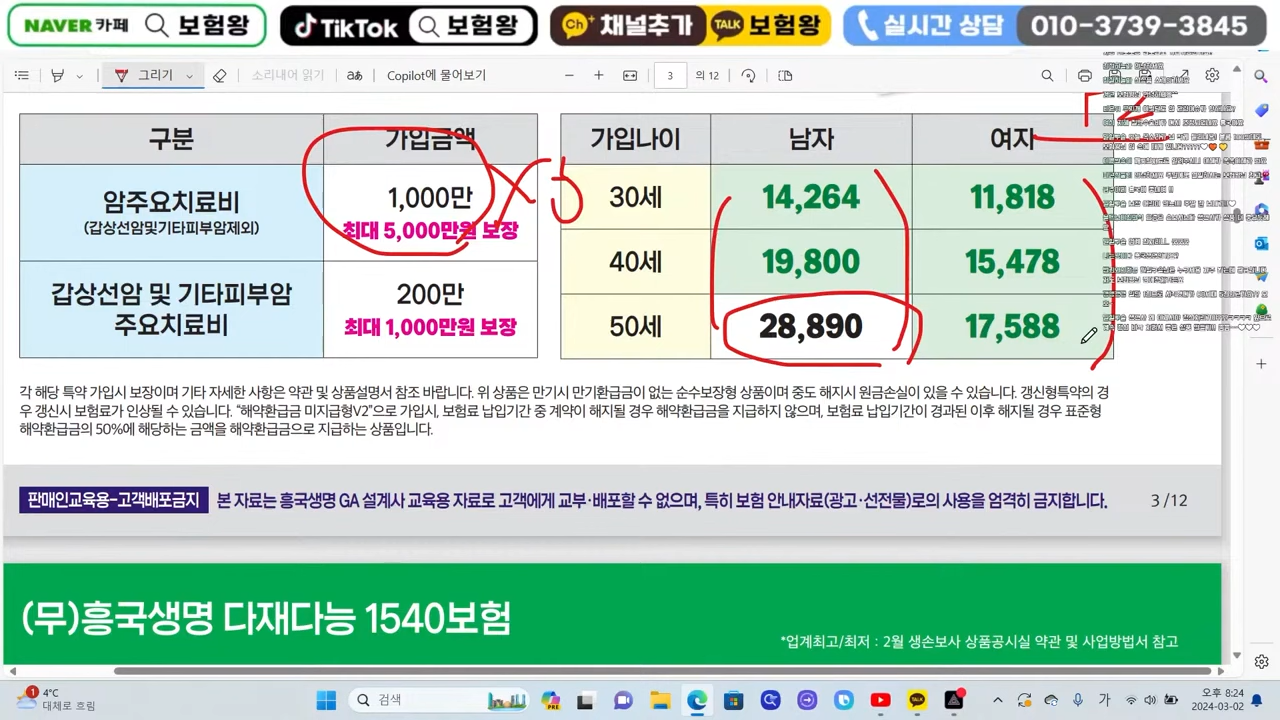 NAVER 카페 보험왕
TikTok 보험왕
Ch+ 채널추가 TALK 보험왕
실시간 상담 010-3739-3845
그리기 소리내어 읽기 aあ Copilot에 물어보기 3 의 12
구분 가입금액
암주요치료비
(갑상선암및기타피부암제외)
1,000만
최대 5,000만원 보장
x5
갑상선암 및 기타피부암
주요치료비
200만
최대 1,000만원 보장
가입나이 남자 여자
30세 14,264 11,818
40세 19,800 15,478
50세 28,890 17,588
각 해당 특약 가입시 보장이며 기타 자세한 사항은 약관 및 상품설명서 참조 바랍니다. 위 상품은 만기시 만기환급금이 없는 순수보장형 상품이며 중도 해지시 원금손실이 있을 수 있습니다. 갱신형특약의 경
우 갱신시 보험료가 인상될 수 있습니다. “해약환급금 미지급형V2”으로 가입시, 보험료 납입기간 중 계약이 해지될 경우 해약환급금을 지급하지 않으며, 보험료 납입기간이 경과된 이후 해지될 경우 표준형
해약환급금의 50%에 해당하는 금액을 해약환급금으로 지급하는 상품입니다.
판매인교육용-고객배포금지 본 자료는 흥국생명 GA 설계사 교육용 자료로 고객에게 교부·배포할 수 없으며, 특히 보험 안내자료(광고·선전물)로의 사용을 엄격히 금지합니다. 3 /12
(무)흥국생명 다재다능 1540보험
*업계최고/최저 : 2월 생손보사 상품공시실 약관 및 사업방법서 참고
1 4°C
대체로 흐림
검색
PRE
TALK
가
오후 8:24
2024-03-02